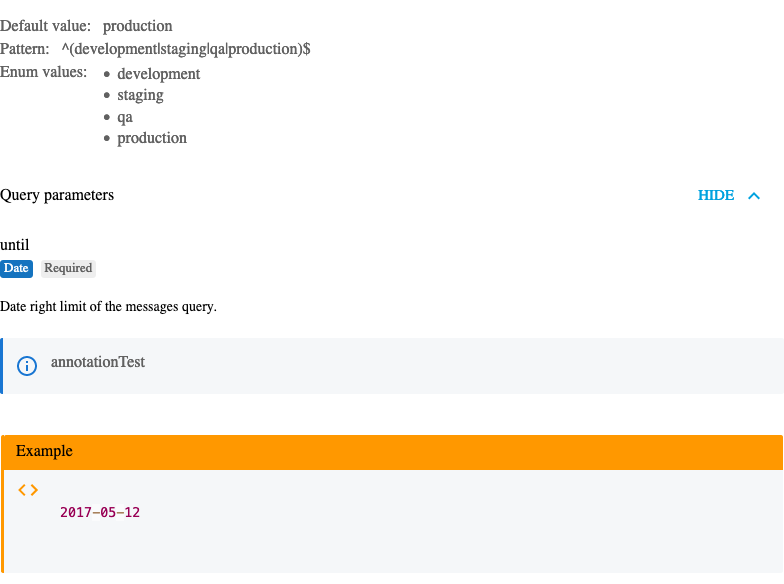 Default value: production
Pattern: ^(development|staging|qa|production)$
Enum values:
• development
• staging
• qa
• production
Query parameters HIDE
until
Date Required
Date right limit of the messages query.
annotationTest
Example
2017-05-12